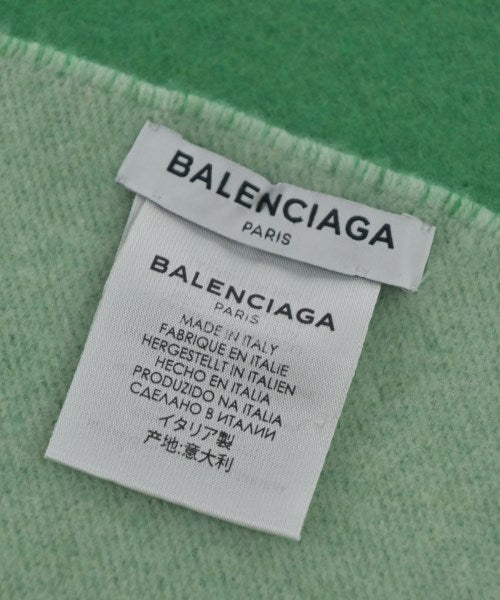 BALENCIAGA
PARIS
BALENCIAGA
PARIS
MADE IN ITALY
FABRIQUE EN ITALIE
HERGESTELLT IN ITALIEN
HECHO EN ITALIA
PRODUZIDO NA ITALIA
СДЕЛАНО В ИТАЛИИ
イタリア製
产地:意大利